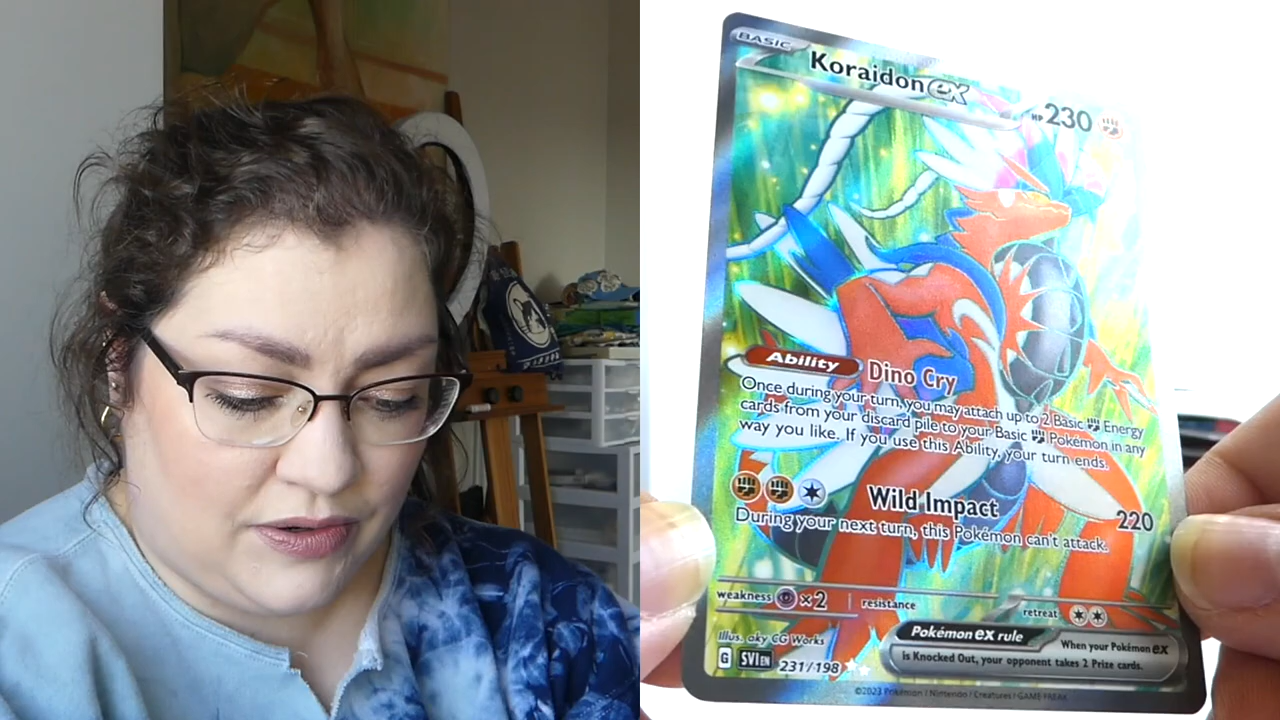 BASIC
Koraidon ex
HP 230
Ability Dino Cry
Once during your turn, you may attach up to 2 Basic Energy
cards from your discard pile to your Basic Pokémon in any
way you like. If you use this Ability, your turn ends.
Wild Impact 220
During your next turn, this Pokémon can't attack.
weakness ×2 resistance retreat
Illus. aky CG Works
Pokémon ex rule When your Pokémon ex
is Knocked Out, your opponent takes 2 Prize cards.
G SVI EN 231/198
©2023 Pokémon / Nintendo / Creatures / GAME FREAK